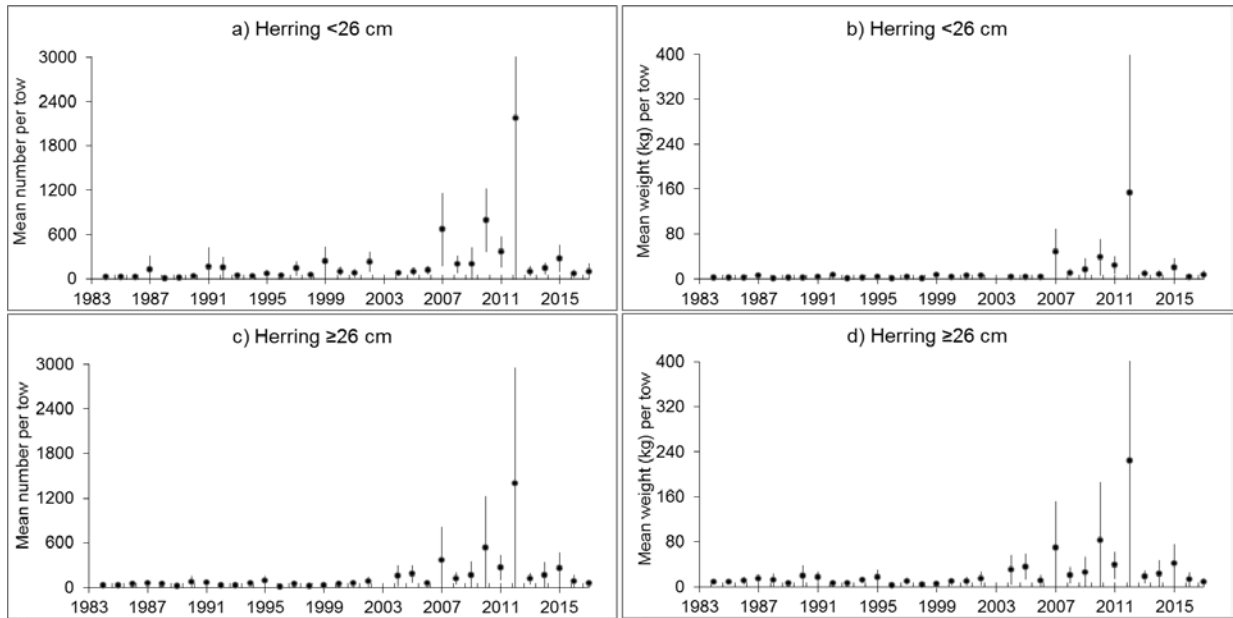 a) Herring <26 cm
Mean number per tow
3000
2400
1800
1200
600
0
1983 1987 1991 1995 1999 2003 2007 2011 2015
b) Herring <26 cm
Mean weight (kg) per tow
400
320
240
160
80
0
1983 1987 1991 1995 1999 2003 2007 2011 2015
c) Herring ≥26 cm
Mean number per tow
3000
2400
1800
1200
600
0
1983 1987 1991 1995 1999 2003 2007 2011 2015
d) Herring ≥26 cm
Mean weight (kg) per tow
400
320
240
160
80
0
1983 1987 1991 1995 1999 2003 2007 2011 2015